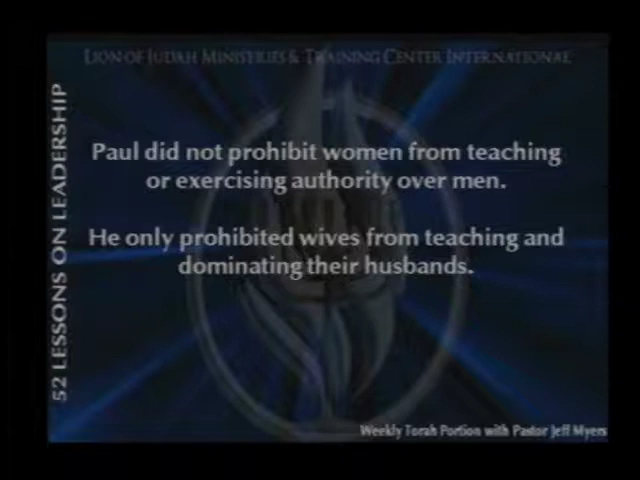 LION OF JUDAH MINISTRIES & TRAINING CENTER INTERNATIONAL
52 LESSONS ON LEADERSHIP
Paul did not prohibit women from teaching
or exercising authority over men.
He only prohibited wives from teaching and
dominating their husbands.
Weekly Torah Portion with Pastor Jeff Myers